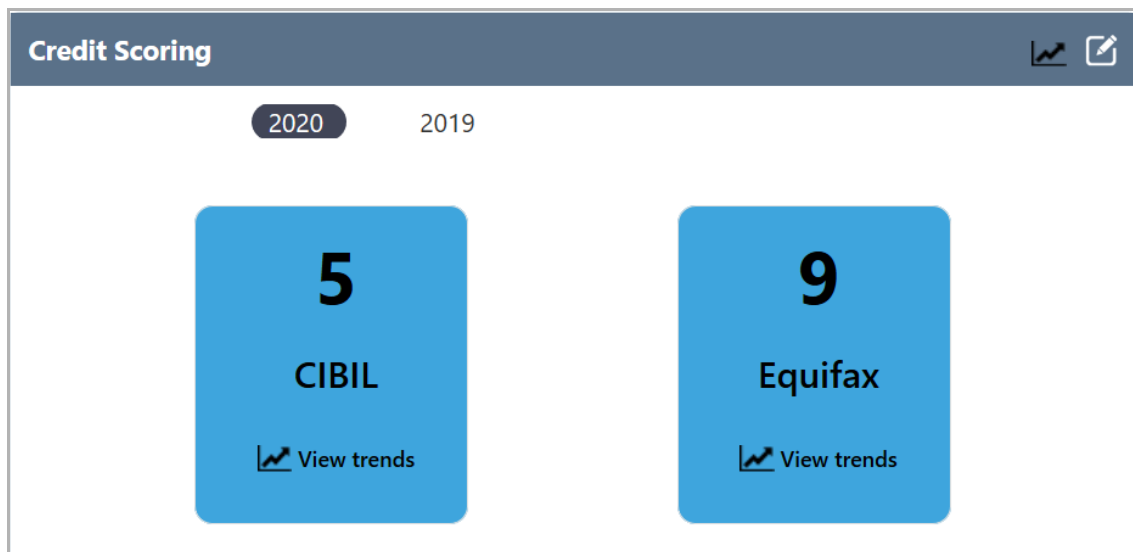 Credit Scoring
2020 2019
5 9
CIBIL Equifax
View trends View trends